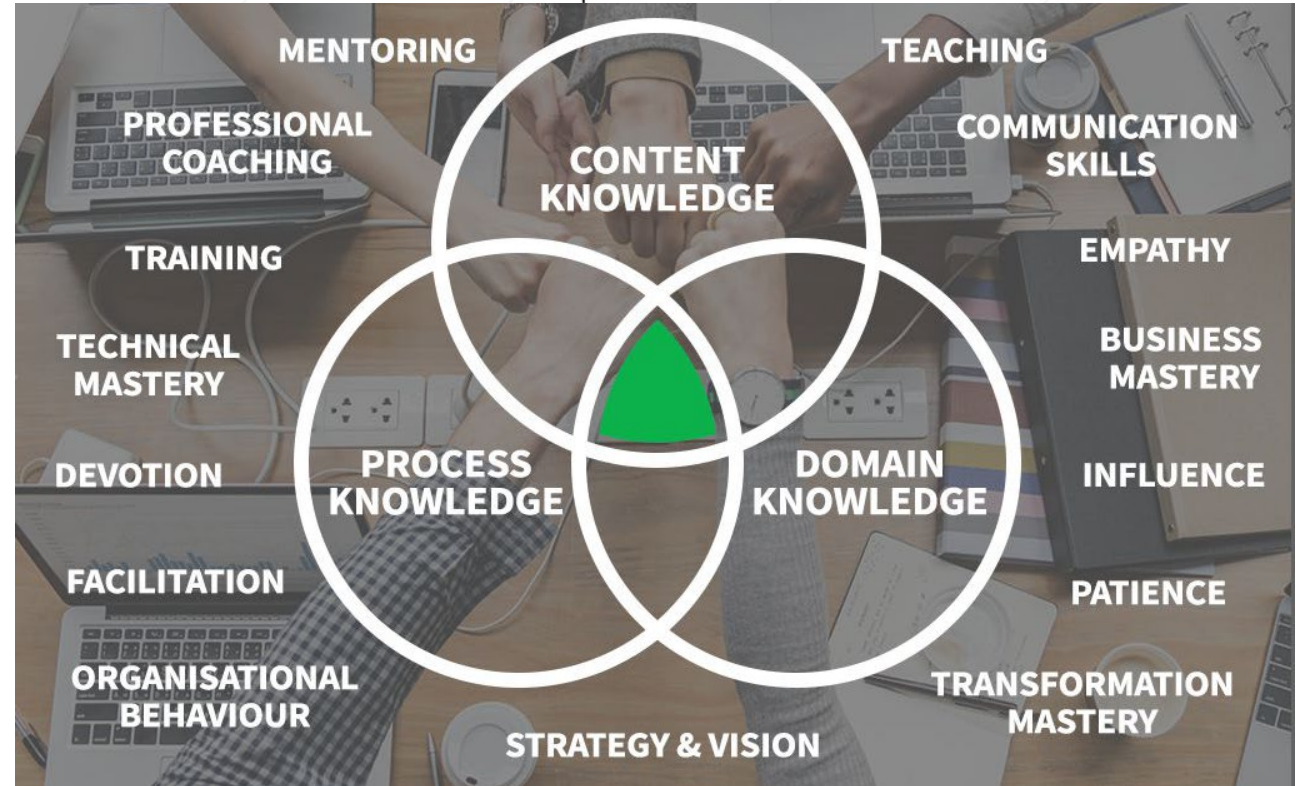 MENTORING
TEACHING
PROFESSIONAL
COACHING
COMMUNICATION
SKILLS
CONTENT
KNOWLEDGE
TRAINING
EMPATHY
TECHNICAL
MASTERY
BUSINESS
MASTERY
DEVOTION
PROCESS
KNOWLEDGE
DOMAIN
KNOWLEDGE
INFLUENCE
FACILITATION
PATIENCE
ORGANISATIONAL
BEHAVIOUR
TRANSFORMATION
MASTERY
STRATEGY & VISION